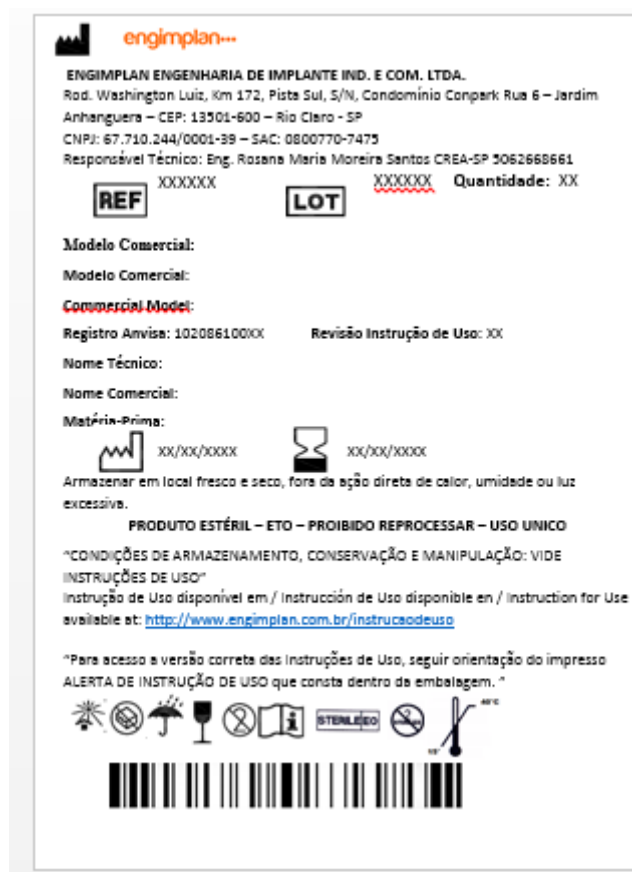 engimplan
ENGIMPLAN ENGENHARIA DE IMPLANTE IND. E COM. LTDA.
Rod. Washington Luiz, Km 172, Pista Sul, S/N, Condomínio Conpark Rua 6 – Jardim
Anhanguera – CEP: 13501-600 – Rio Claro - SP
CNPJ: 67.710.244/0001-39 – SAC: 0800770-7475
Responsável Técnico: Eng. Rosana Maria Moreira Santos CREA-SP 5062668661
REF XXXXXX LOT XXXXXX Quantidade: XX
Modelo Comercial:
Modelo Comercial:
Commercial Model:
Registro Anvisa: 102086100XX Revisão Instrução de Uso: XX
Nome Técnico:
Nome Comercial:
Matéria-Prima:
xx/xx/xxxx xx/xx/xxxx
Armazenar em local fresco e seco, fora da ação direta de calor, umidade ou luz
excessiva.
PRODUTO ESTÉRIL – ETO – PROIBIDO REPROCESSAR – USO UNICO
"CONDIÇÕES DE ARMAZENAMENTO, CONSERVAÇÃO E MANIPULAÇÃO: VIDE
INSTRUÇÕES DE USO"
Instrução de Uso disponível em / Instrucción de Uso disponible en / Instruction for Use
available at: http://www.engimplan.com.br/instrucaodeuso
"Para acesso a versão correta das Instruções de Uso, seguir orientação do impresso
ALERTA DE INSTRUÇÃO DE USO que consta dentro da embalagem. "
STERILE EO